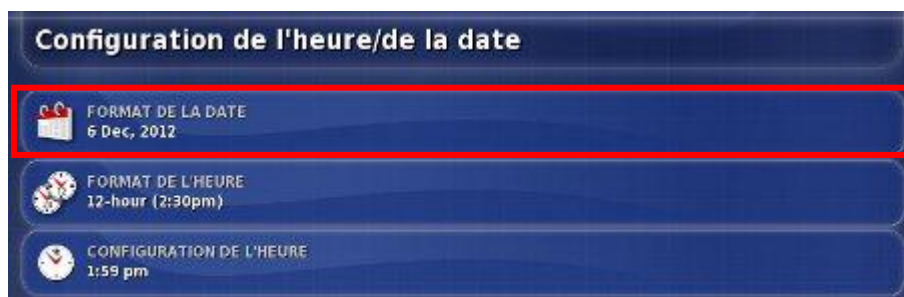 Configuration de l'heure/de la date
FORMAT DE LA DATE
6 Dec, 2012
FORMAT DE L'HEURE
12-hour (2:30pm)
CONFIGURATION DE L'HEURE
1:59 pm